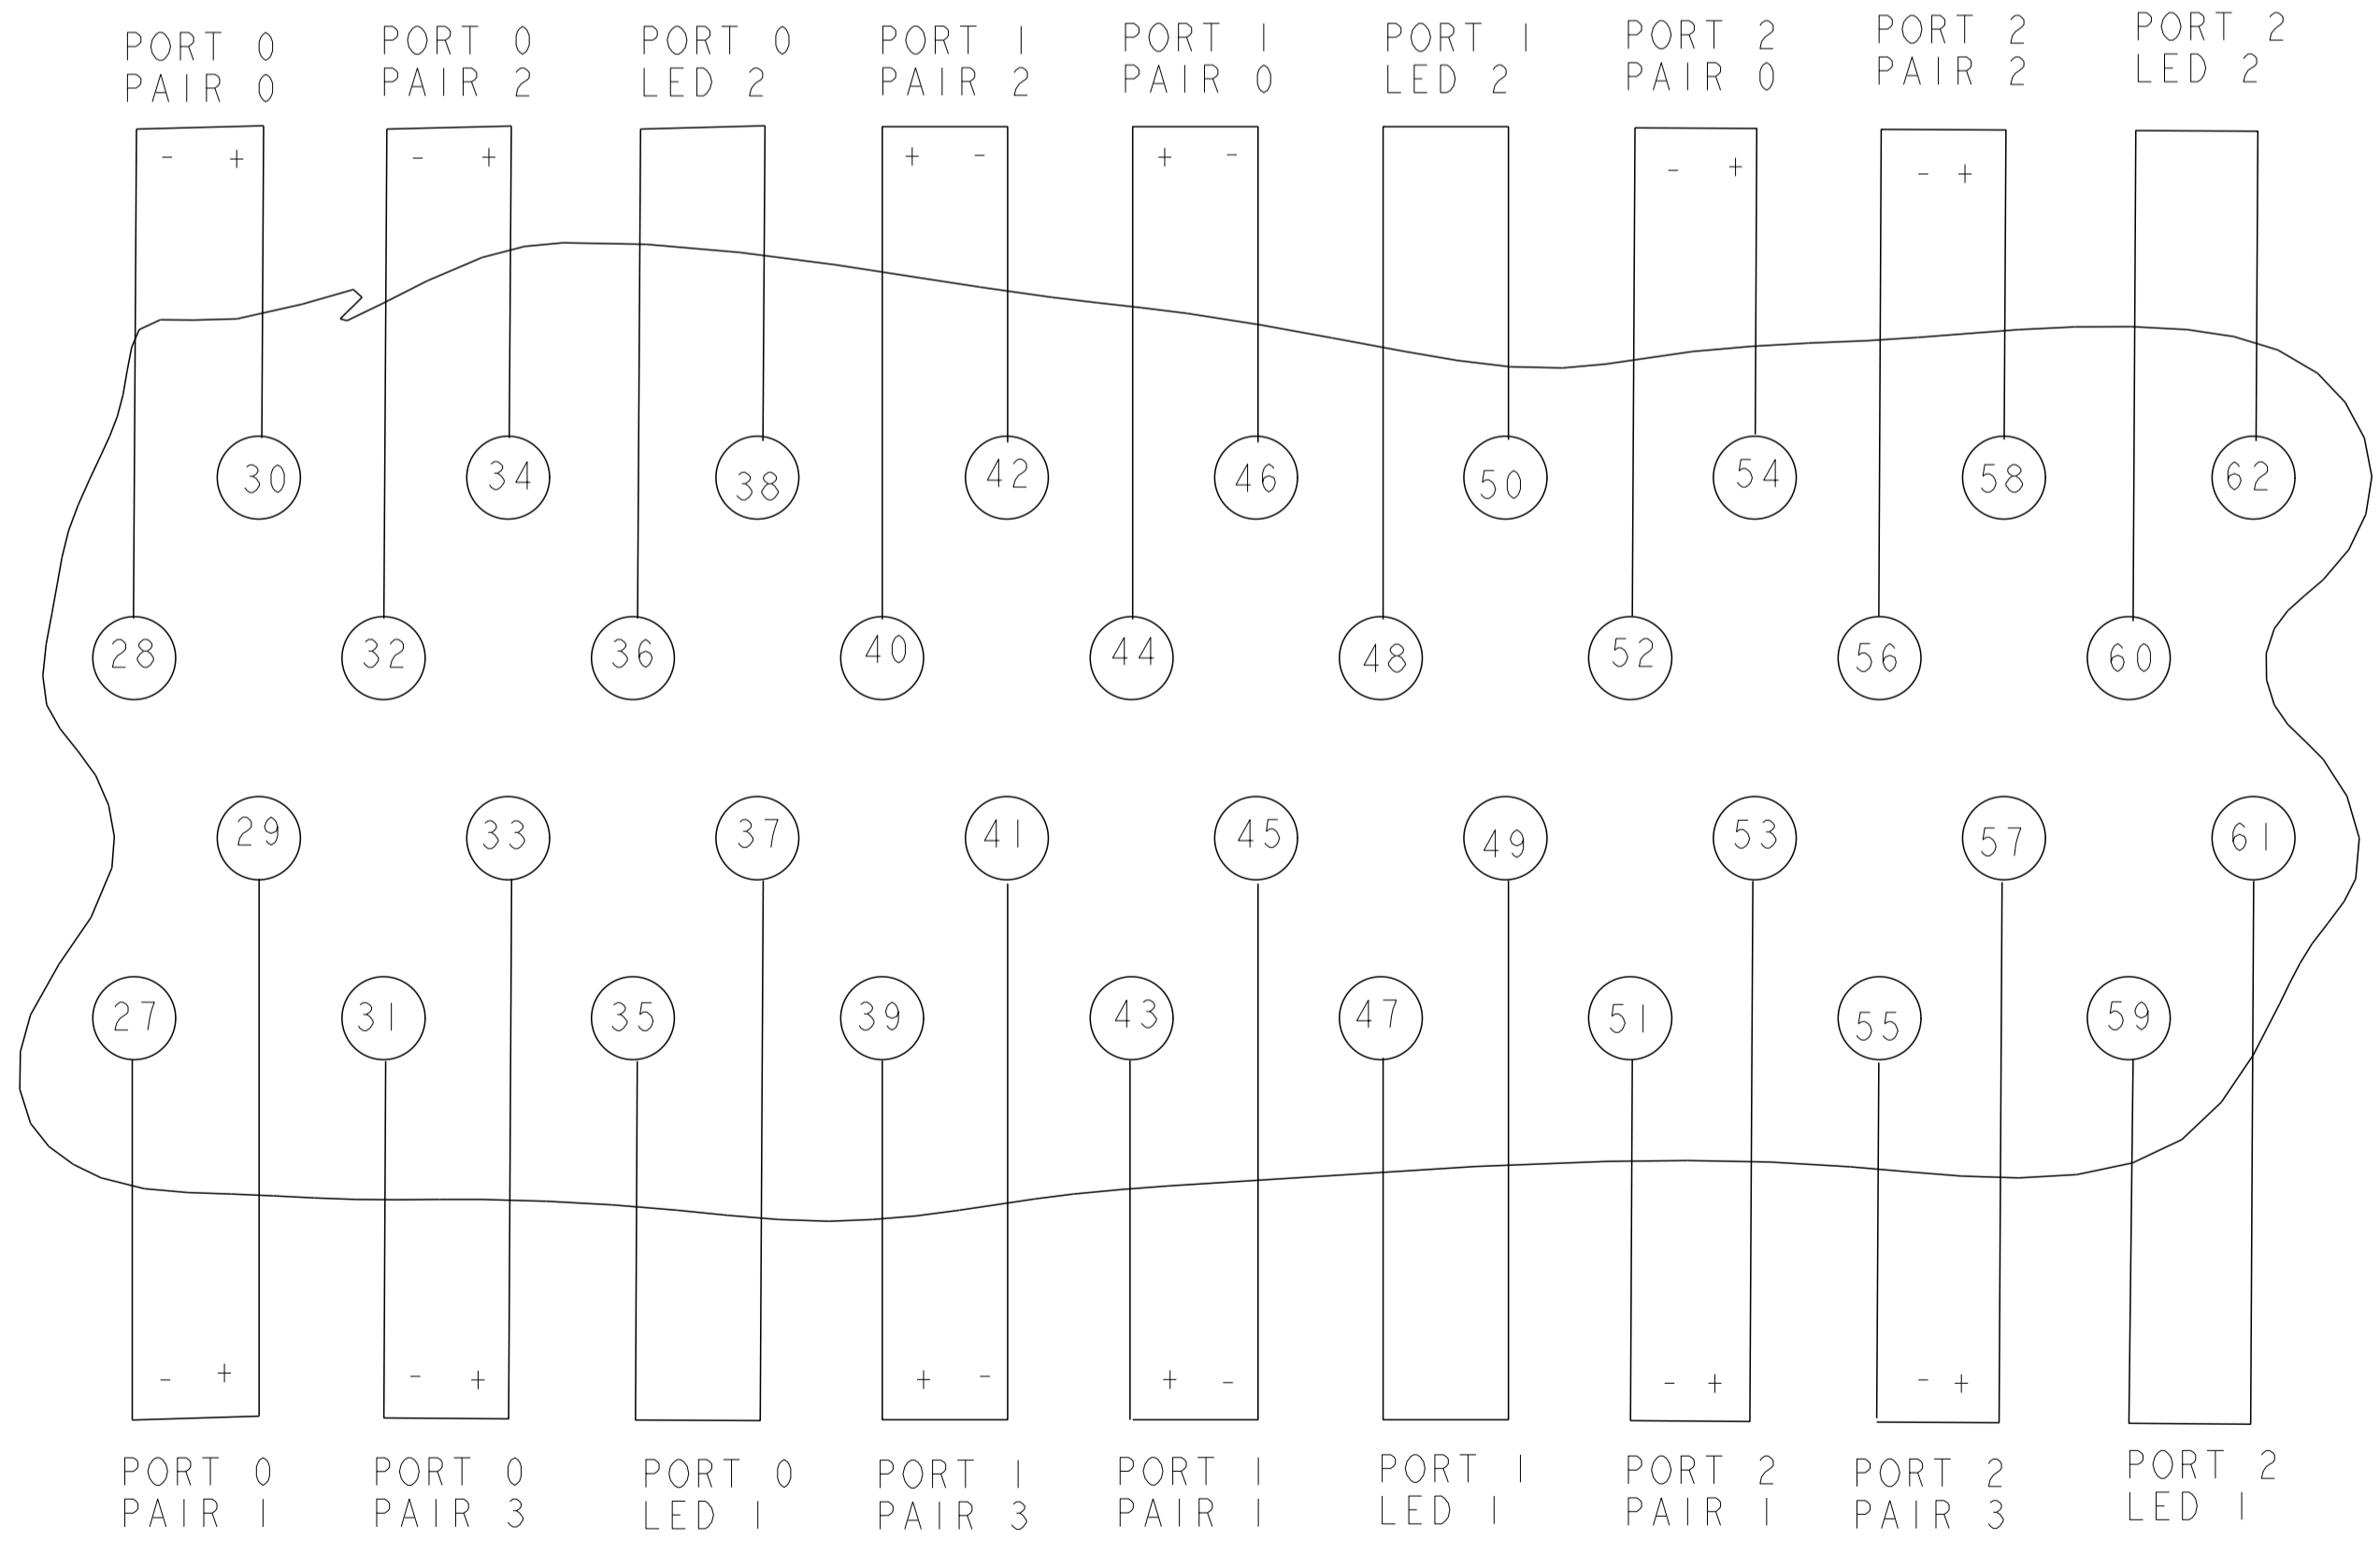 PORT 0 PORT 0 PORT 0 PORT 1 PORT 1 PORT 1 PORT 2 PORT 2 PORT 2
PAIR 0 PAIR 2 LED 2 PAIR 2 PAIR 0 LED 2 PAIR 0 PAIR 2 LED 2
- + - + + - + - - + - +
30 34 38 42 46 50 54 58 62
28 32 36 40 44 48 52 56 60
29 33 37 41 45 49 53 57 61
27 31 35 39 43 47 51 55 59
- + - + + - + - - + - +
PORT 0 PORT 0 PORT 0 PORT 1 PORT 1 PORT 1 PORT 2 PORT 2 PORT 2
PAIR 1 PAIR 3 LED 1 PAIR 3 PAIR 1 LED 1 PAIR 1 PAIR 3 LED 1